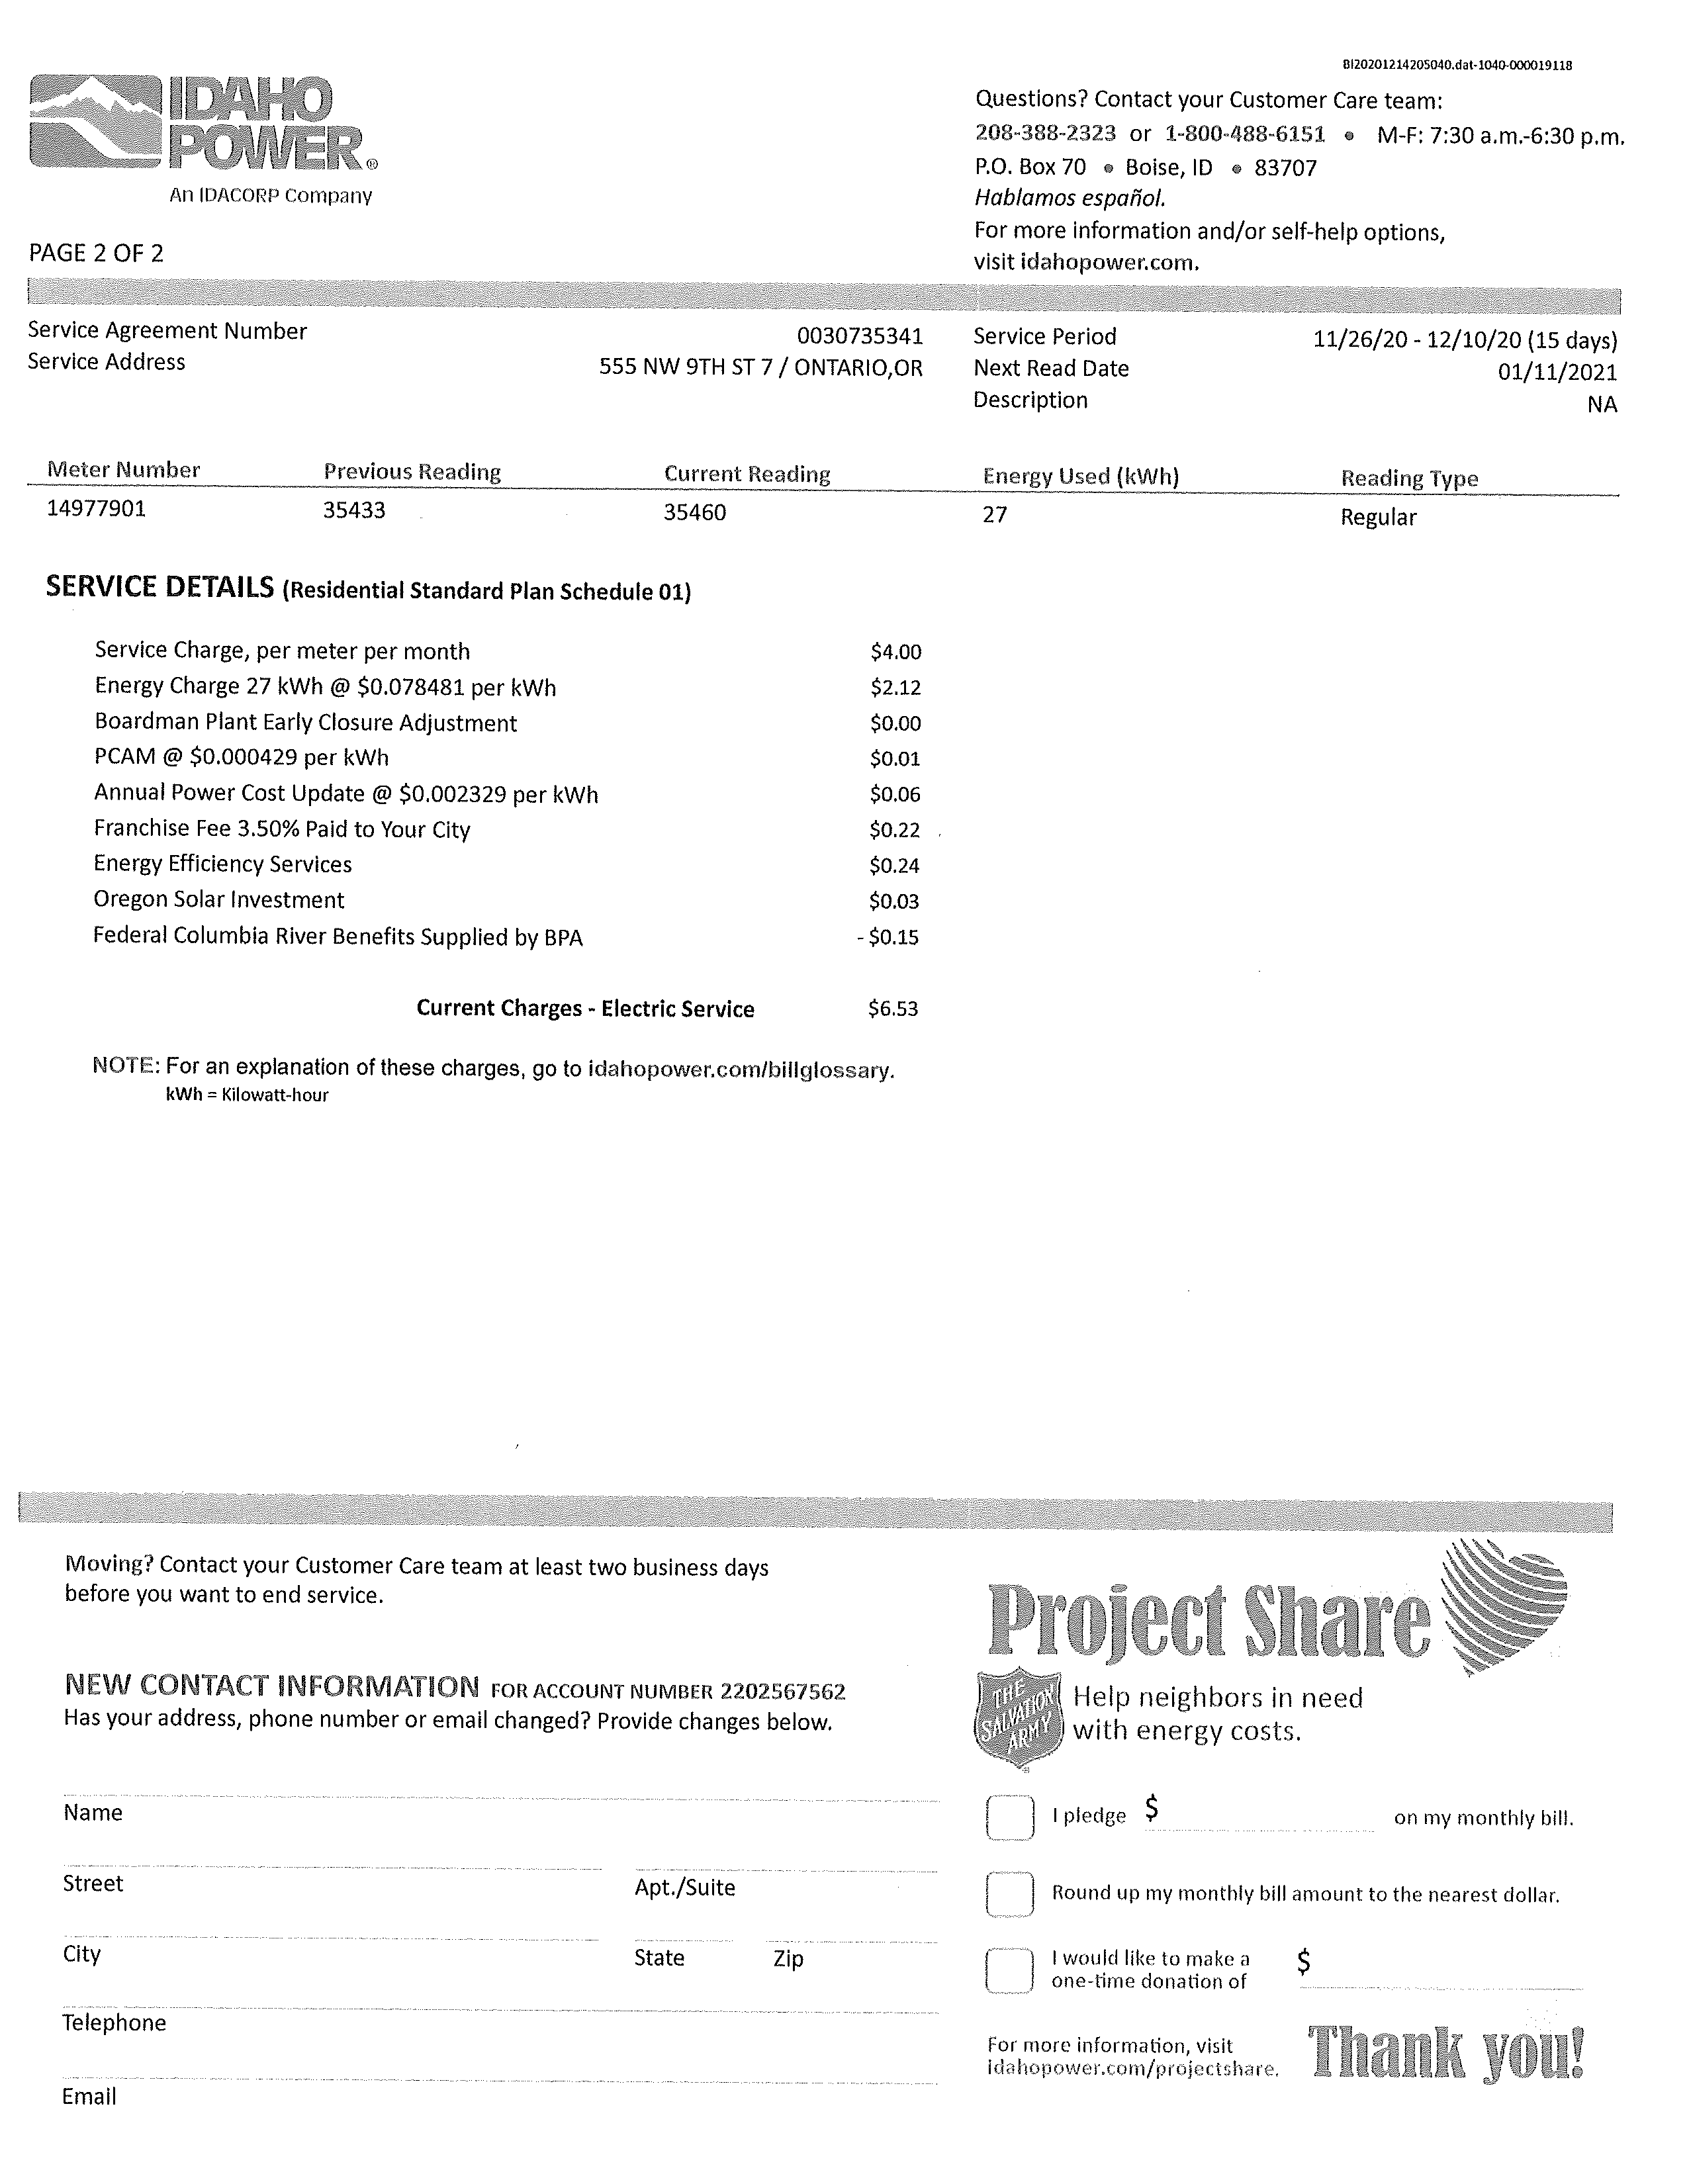 BI20201214205040.dat-1040-000019118
IDAHO
POWER®
An IDACORP Company
PAGE 2 OF 2
Questions? Contact your Customer Care team:
208-388-2323 or 1-800-488-6151 • M-F: 7:30 a.m.-6:30 p.m.
P.O. Box 70 • Boise, ID • 83707
Hablamos español.
For more information and/or self-help options,
visit idahopower.com.
Service Agreement Number 0030735341
Service Address 555 NW 9TH ST 7 / ONTARIO,OR
Service Period 11/26/20 - 12/10/20 (15 days)
Next Read Date 01/11/2021
Description NA
Meter Number Previous Reading Current Reading Energy Used (kWh) Reading Type
14977901 35433 35460 27 Regular
SERVICE DETAILS (Residential Standard Plan Schedule 01)
Service Charge, per meter per month $4.00
Energy Charge 27 kWh @ $0.078481 per kWh $2.12
Boardman Plant Early Closure Adjustment $0.00
PCAM @ $0.000429 per kWh $0.01
Annual Power Cost Update @ $0.002329 per kWh $0.06
Franchise Fee 3.50% Paid to Your City $0.22
Energy Efficiency Services $0.24
Oregon Solar Investment $0.03
Federal Columbia River Benefits Supplied by BPA - $0.15
Current Charges - Electric Service $6.53
NOTE: For an explanation of these charges, go to idahopower.com/billglossary.
kWh = Kilowatt-hour
Moving? Contact your Customer Care team at least two business days
before you want to end service.
NEW CONTACT INFORMATION FOR ACCOUNT NUMBER 2202567562
Has your address, phone number or email changed? Provide changes below.
Name
Street Apt./Suite
City State Zip
Telephone
Email
Project Share
THE
SALVATION
ARMY
®
Help neighbors in need
with energy costs.
I pledge $ on my monthly bill.
Round up my monthly bill amount to the nearest dollar.
I would like to make a
one-time donation of $
For more information, visit
idahopower.com/projectshare.
Thank you!